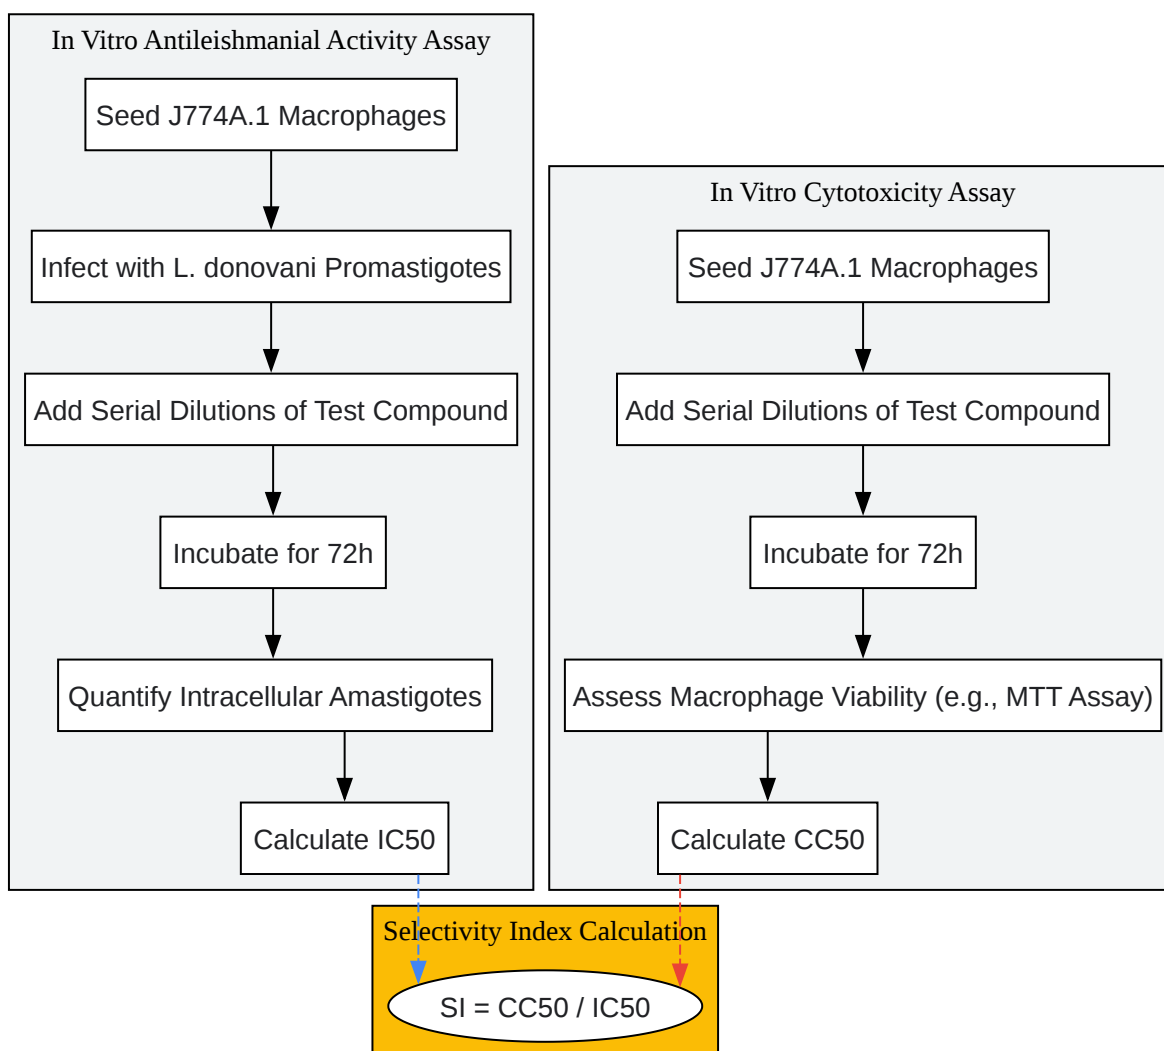 In Vitro Antileishmanial Activity Assay
Seed J774A.1 Macrophages
Infect with L. donovani Promastigotes
Add Serial Dilutions of Test Compound
Incubate for 72h
Quantify Intracellular Amastigotes
Calculate IC50
In Vitro Cytotoxicity Assay
Seed J774A.1 Macrophages
Add Serial Dilutions of Test Compound
Incubate for 72h
Assess Macrophage Viability (e.g., MTT Assay)
Calculate CC50
Selectivity Index Calculation
SI = CC50 / IC50